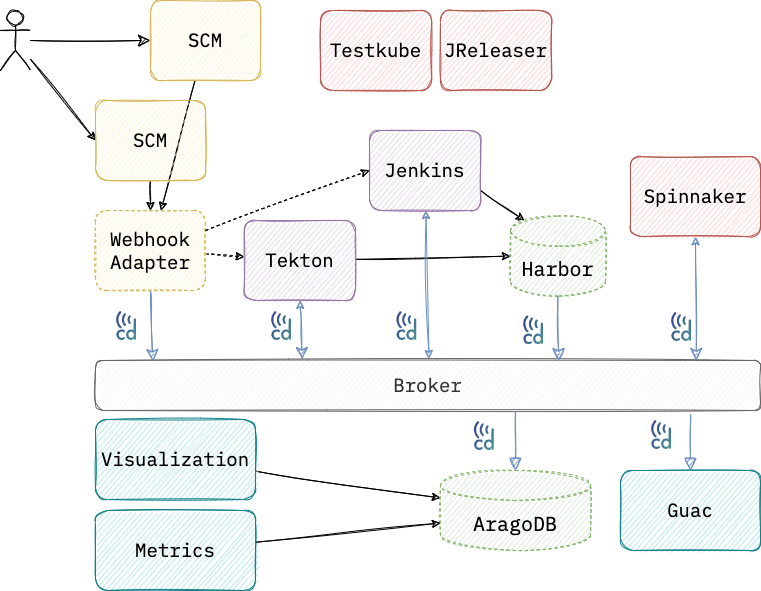 SCM
Testkube
JReleaser
SCM
Jenkins
Spinnaker
Webhook
Adapter
Tekton
Harbor
cd
cd
cd
cd
cd
Broker
cd
cd
Visualization
AragoDB
Guac
Metrics